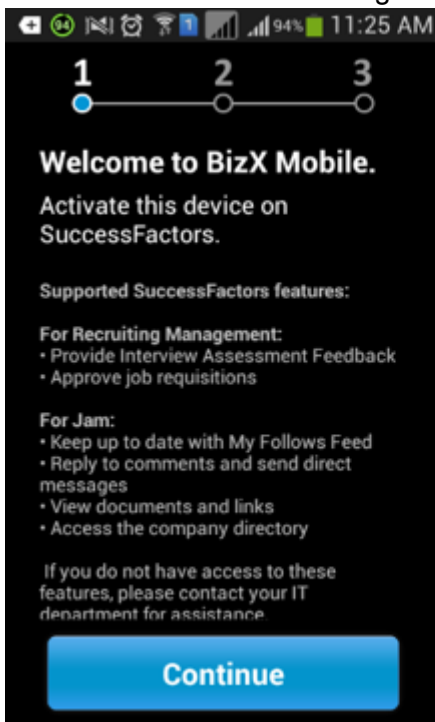 94 1 94% 11:25 AM
1 2 3
Welcome to BizX Mobile.
Activate this device on
SuccessFactors.
Supported SuccessFactors features:
For Recruiting Management:
• Provide Interview Assessment Feedback
• Approve job requisitions
For Jam:
• Keep up to date with My Follows Feed
• Reply to comments and send direct
messages
• View documents and links
• Access the company directory
If you do not have access to these
features, please contact your IT
department for assistance.
Continue